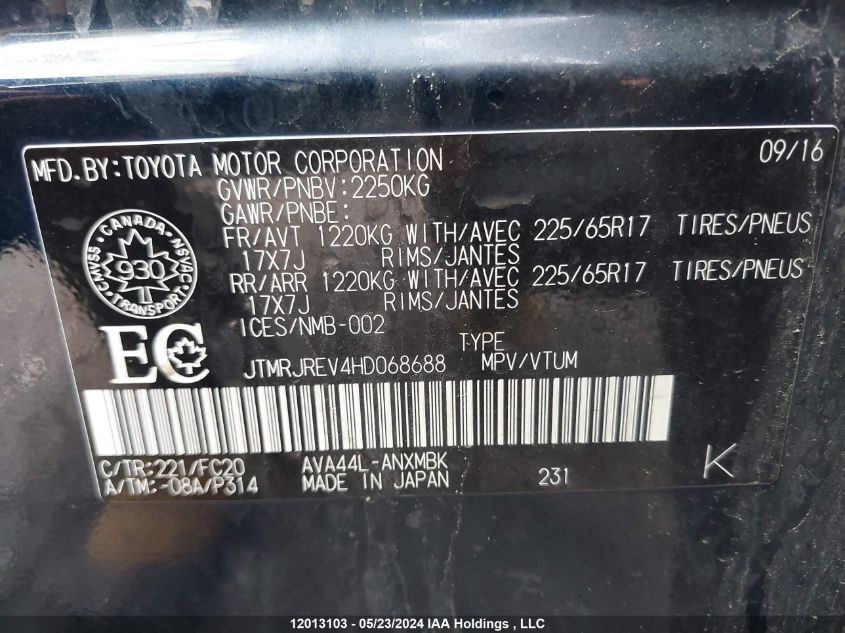 MFD.BY:TOYOTA MOTOR CORPORATION 09/16
GVWR/PNBV:2250KG
GAWR/PNBE:
FR/AVT 1220KG WITH/AVEC 225/65R17 TIRES/PNEUS
17X7J RIMS/JANTES
RR/ARR 1220KG WITH/AVEC 225/65R17 TIRES/PNEUS
17X7J RIMS/JANTES
CANADA
CMVSS 930 NSVAC
TRANSPORT
ICES/NMB-002
EC
TYPE
JTMRJREV4HD068688 MPV/VTUM
C/TR:221/FC20 AVA44L-ANXMBK
A/TM:-08A/P314 MADE IN JAPAN 231 K
12013103 - 05/23/2024 IAA Holdings , LLC